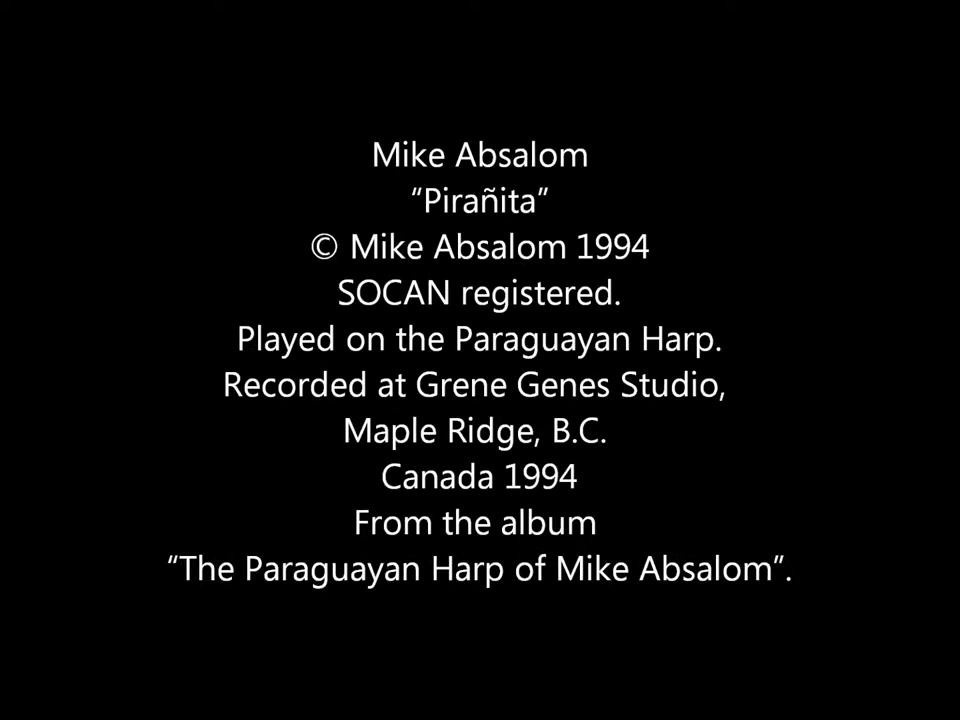 Mike Absalom
“Pirañita”
© Mike Absalom 1994
SOCAN registered.
Played on the Paraguayan Harp.
Recorded at Grene Genes Studio,
Maple Ridge, B.C.
Canada 1994
From the album
“The Paraguayan Harp of Mike Absalom”.